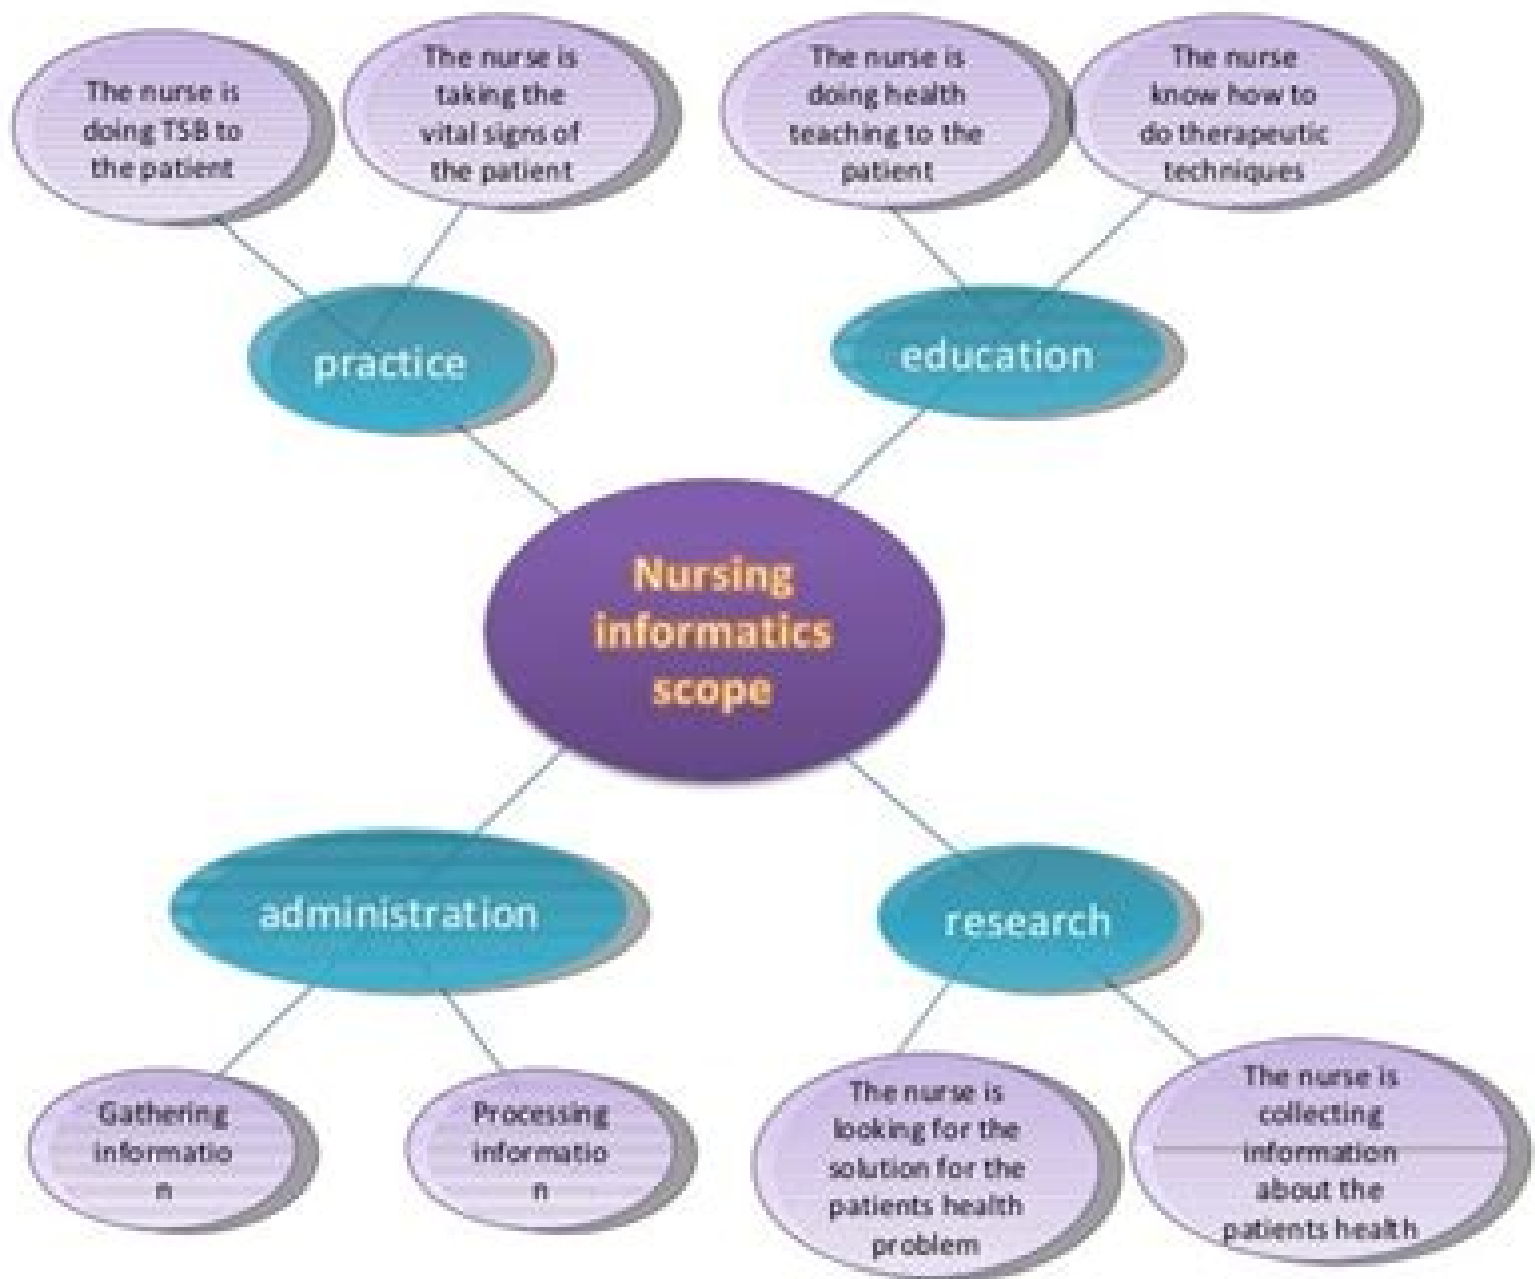 The nurse is
doing TSB to
the patient
The nurse is
taking the
vital signs of
the patient
The nurse is
doing health
teaching to the
patient
The nurse
know how to
do therapeutic
techniques
practice
education
Nursing
informatics
scope
administration
research
Gathering
informatio
n
Processing
informatio
n
The nurse is
looking for the
solution for the
patients health
problem
The nurse is
collecting
information
about the
patients health